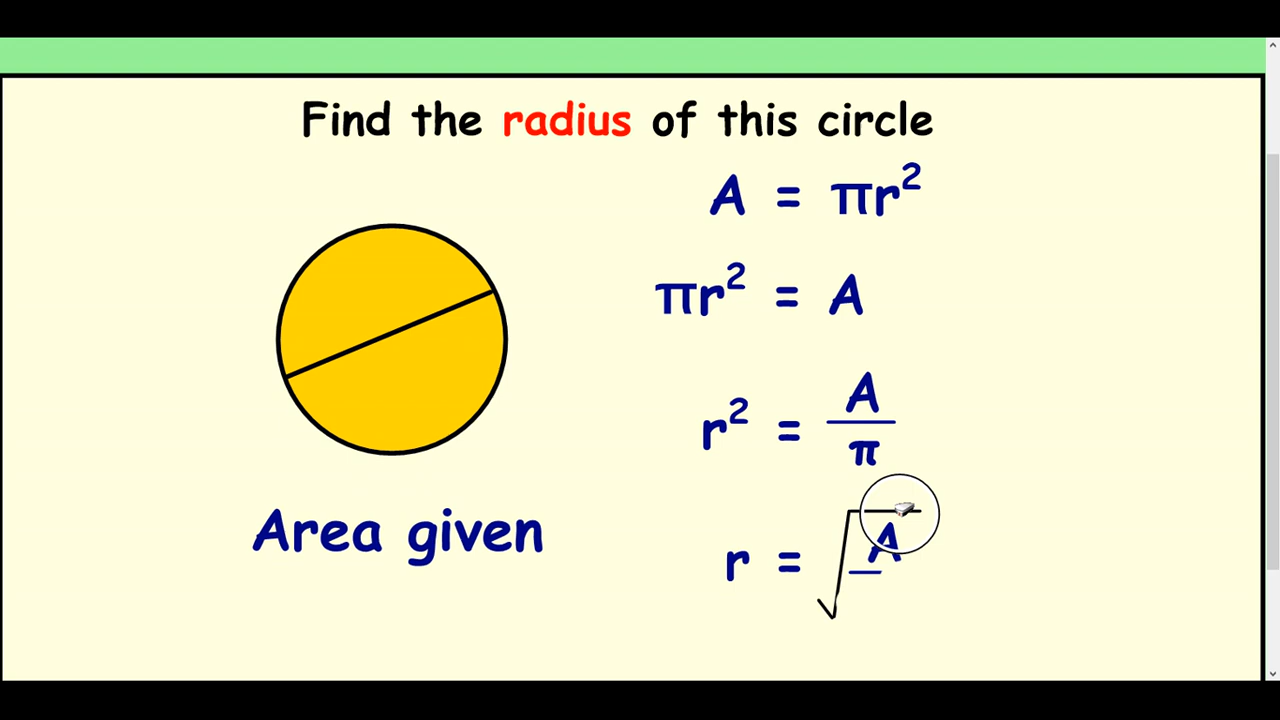 Find the radius of this circle
A = πr²
πr² = A
r² = A/π
r = √A
Area given